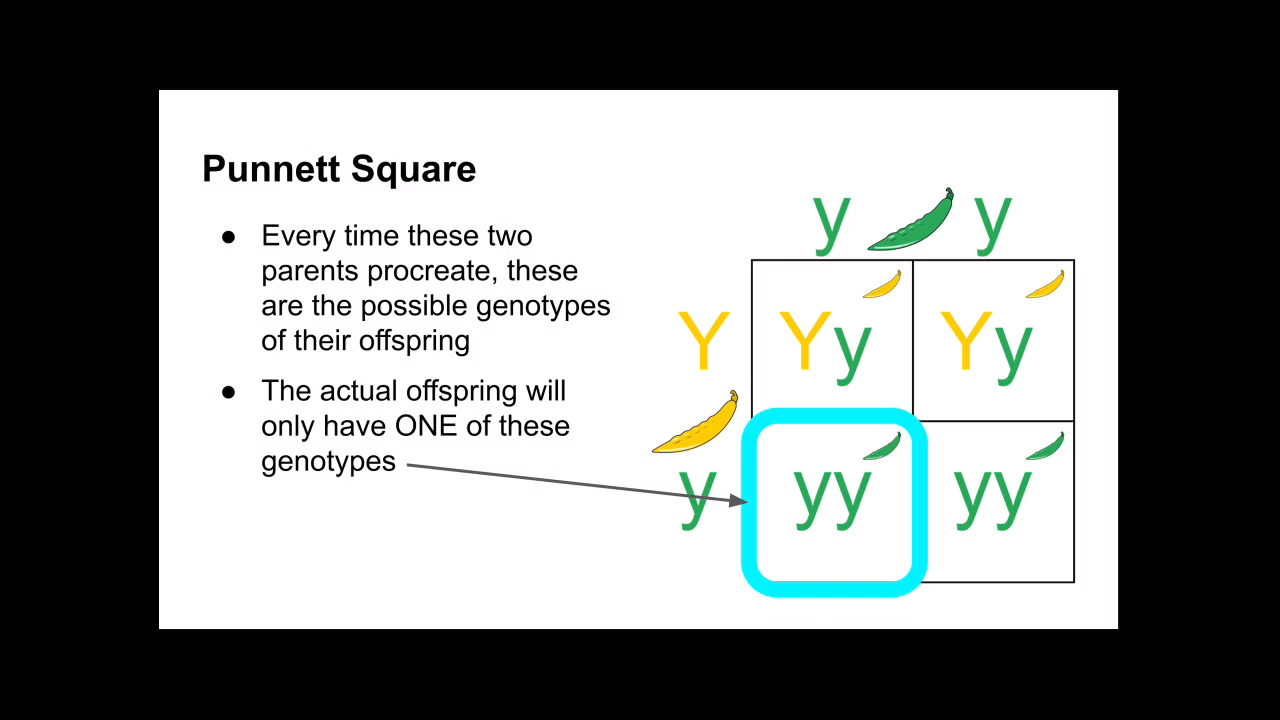 Punnett Square
● Every time these two
parents procreate, these
are the possible genotypes
of their offspring
● The actual offspring will
only have ONE of these
genotypes
y y
Y Yy Yy
y yy yy